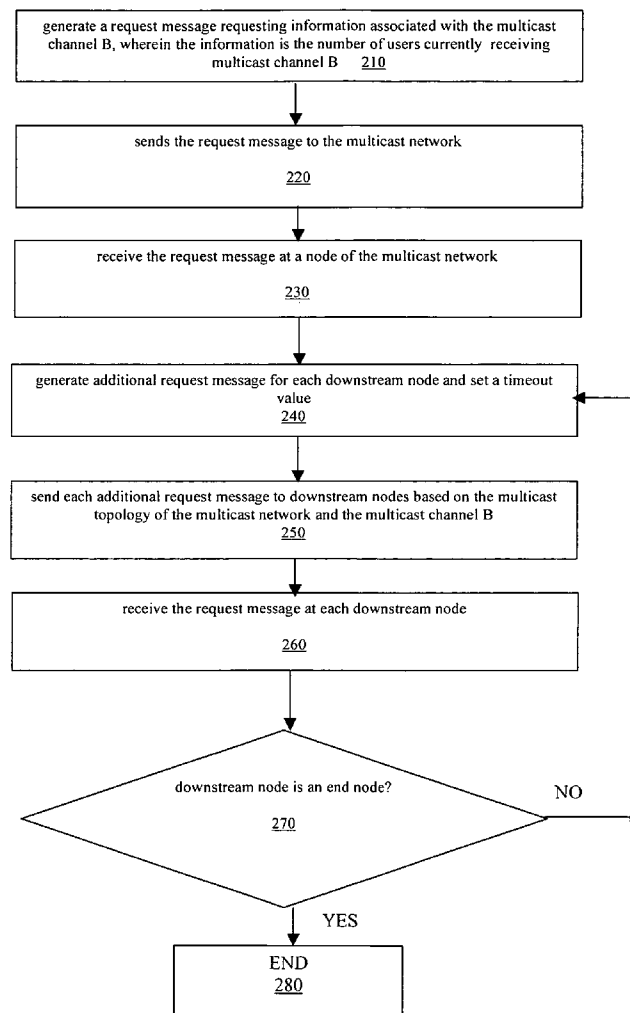 generate a request message requesting information associated with the multicast
channel B, wherein the information is the number of users currently receiving
multicast channel B 210
sends the request message to the multicast network
220
receive the request message at a node of the multicast network
230
generate additional request message for each downstream node and set a timeout
value
240
send each additional request message to downstream nodes based on the multicast
topology of the multicast network and the multicast channel B
250
receive the request message at each downstream node
260
downstream node is an end node?
NO
270
YES
END
280